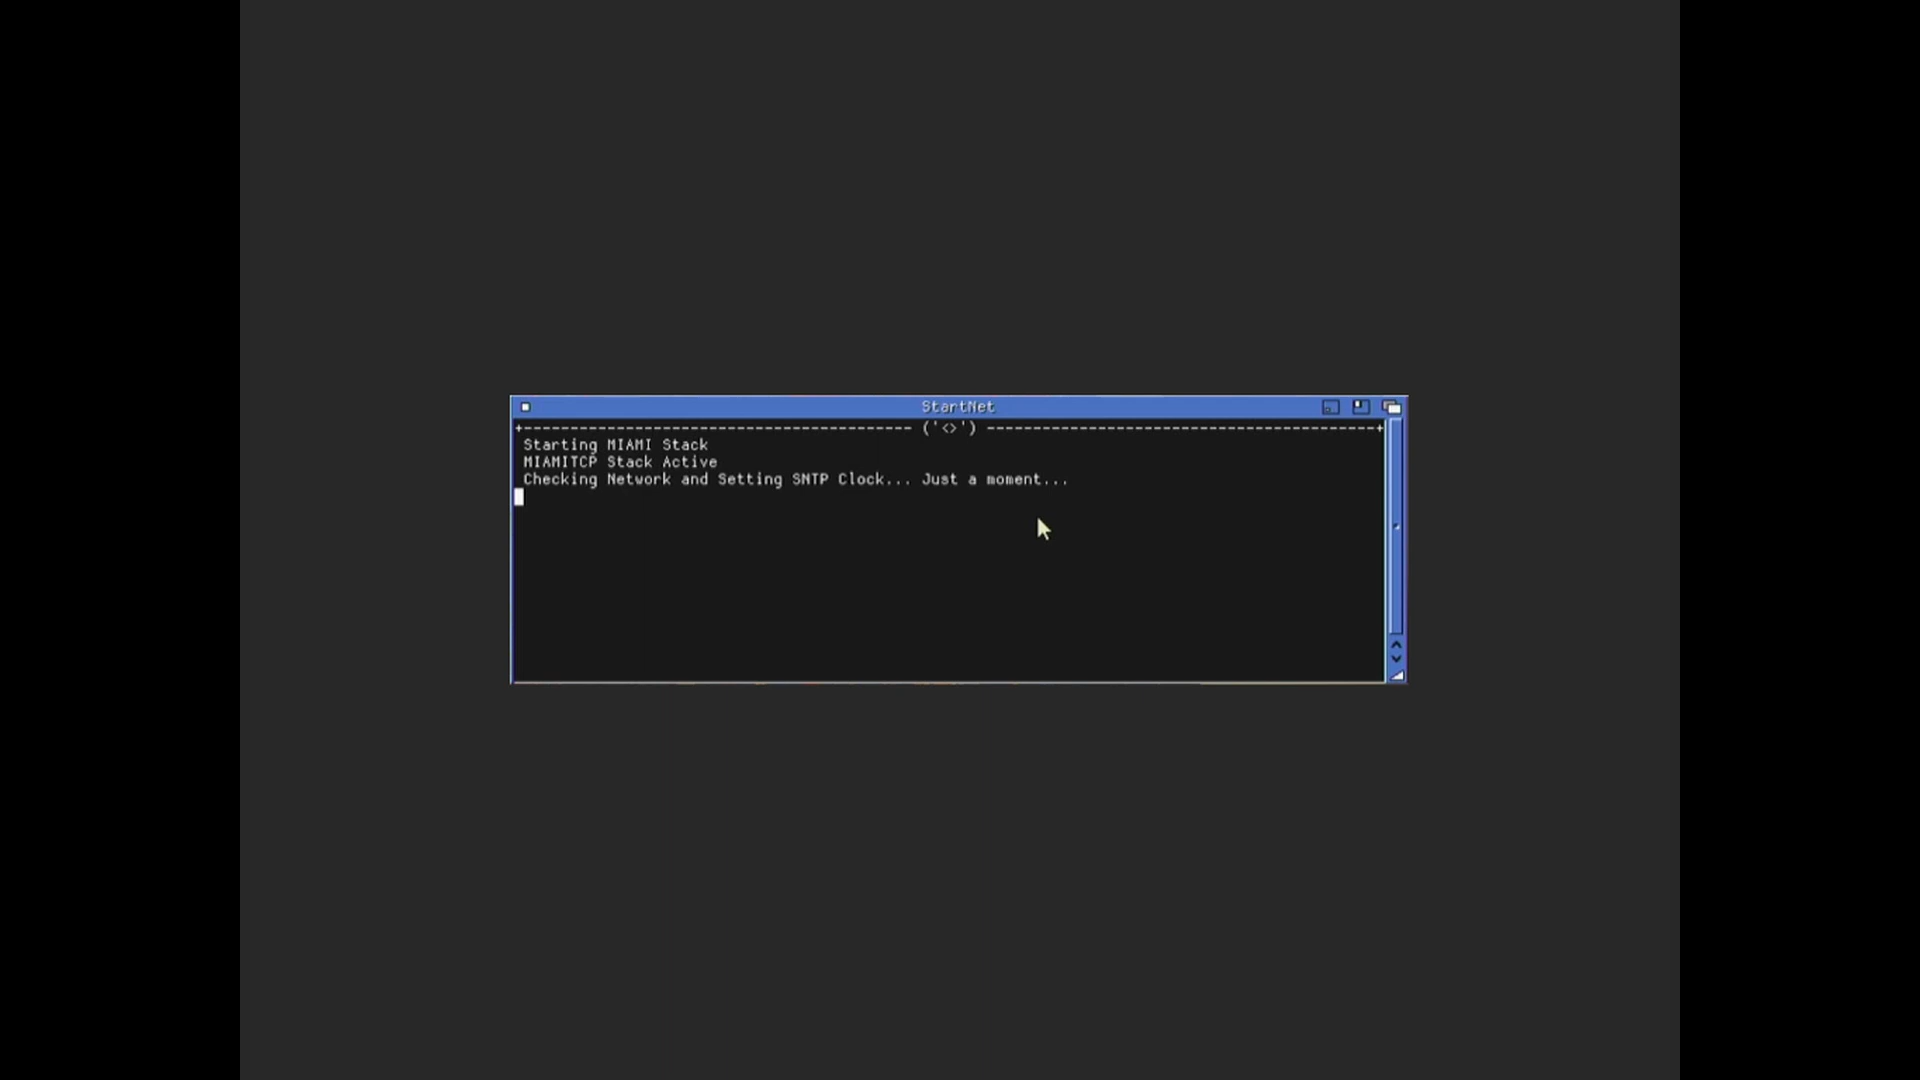 StartNet
+------------------------------------------ ('<>') -------------------------------------------+
Starting MIAMI Stack
MIAMITCP Stack Active
Checking Network and Setting SNTP Clock... Just a moment...